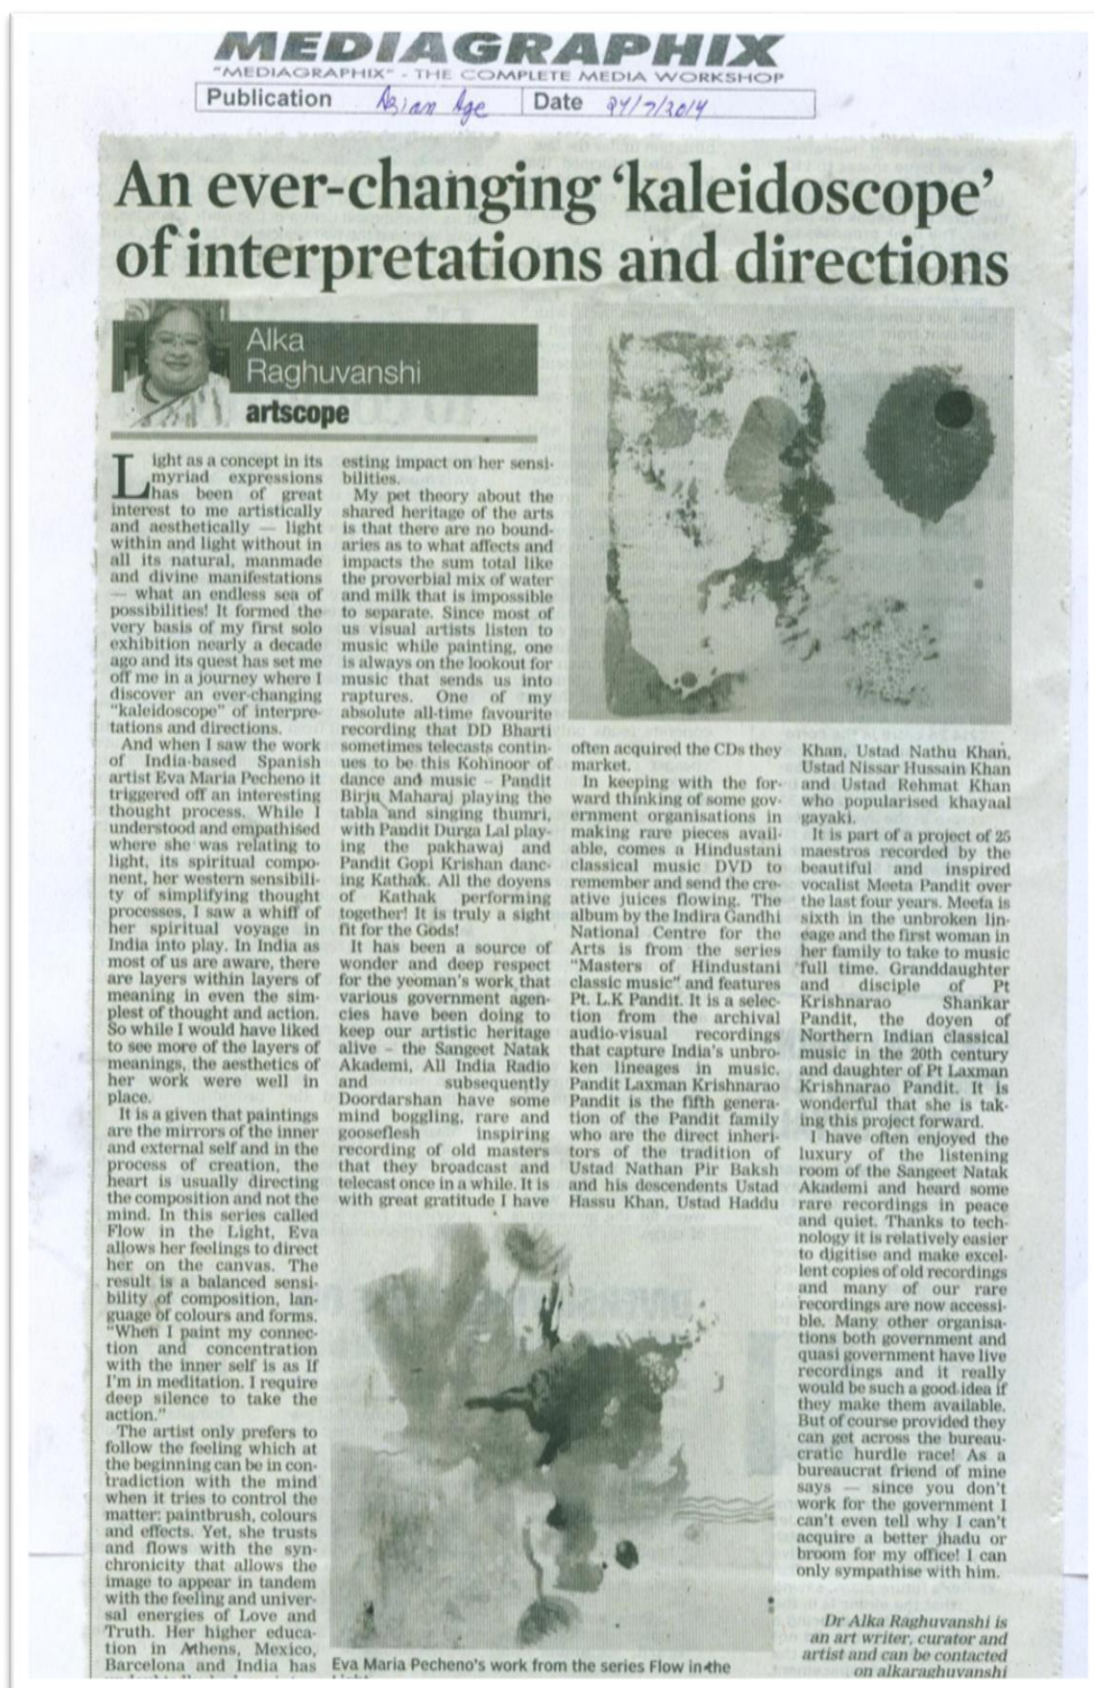 MEDIAGRAPHIX
"MEDIAGRAPHIX" - THE COMPLETE MEDIA WORKSHOP
Publication Asian Age Date 24/7/2014
An ever-changing 'kaleidoscope'
of interpretations and directions
Alka
Raghuvanshi
artscope
Light as a concept in its
myriad expressions
has been of great
interest to me artistically
and aesthetically — light
within and light without in
all its natural, manmade
and divine manifestations
— what an endless sea of
possibilities! It formed the
very basis of my first solo
exhibition nearly a decade
ago and its quest has set me
off me in a journey where I
discover an ever-changing
"kaleidoscope" of interpre-
tations and directions.
And when I saw the work
of India-based Spanish
artist Eva Maria Pecheno it
triggered off an interesting
thought process. While I
understood and empathised
where she was relating to
light, its spiritual compo-
nent, her western sensibili-
ty of simplifying thought
processes, I saw a whiff of
her spiritual voyage in
India into play. In India as
most of us are aware, there
are layers within layers of
meaning in even the sim-
plest of thought and action.
So while I would have liked
to see more of the layers of
meanings, the aesthetics of
her work were well in
place.
It is a given that paintings
are the mirrors of the inner
and external self and in the
process of creation, the
heart is usually directing
the composition and not the
mind. In this series called
Flow in the Light, Eva
allows her feelings to direct
her on the canvas. The
result is a balanced sensi-
bility of composition, lan-
guage of colours and forms.
"When I paint my connec-
tion and concentration
with the inner self is as If
I'm in meditation. I require
deep silence to take the
action."
The artist only prefers to
follow the feeling which at
the beginning can be in con-
tradiction with the mind
when it tries to control the
matter: paintbrush, colours
and effects. Yet, she trusts
and flows with the syn-
chronicity that allows the
image to appear in tandem
with the feeling and univer-
sal energies of Love and
Truth. Her higher educa-
tion in Athens, Mexico,
Barcelona and India has
esting impact on her sensi-
bilities.
My pet theory about the
shared heritage of the arts
is that there are no bound-
aries as to what affects and
impacts the sum total like
the proverbial mix of water
and milk that is impossible
to separate. Since most of
us visual artists listen to
music while painting, one
is always on the lookout for
music that sends us into
raptures. One of my
absolute all-time favourite
recording that DD Bharti
sometimes telecasts contin-
ues to be this Kohinoor of
dance and music – Pandit
Birju Maharaj playing the
tabla and singing thumri,
with Pandit Durga Lal play-
ing the pakhawaj and
Pandit Gopi Krishan danc-
ing Kathak. All the doyens
of Kathak performing
together! It is truly a sight
fit for the Gods!
It has been a source of
wonder and deep respect
for the yeoman's work that
various government agen-
cies have been doing to
keep our artistic heritage
alive – the Sangeet Natak
Akademi, All India Radio
and subsequently
Doordarshan have some
mind boggling, rare and
gooseflesh inspiring
recording of old masters
that they broadcast and
telecast once in a while. It is
with great gratitude I have
often acquired the CDs they
market.
In keeping with the for-
ward thinking of some gov-
ernment organisations in
making rare pieces avail-
able, comes a Hindustani
classical music DVD to
remember and send the cre-
ative juices flowing. The
album by the Indira Gandhi
National Centre for the
Arts is from the series
"Masters of Hindustani
classic music" and features
Pt. L.K Pandit. It is a selec-
tion from the archival
audio-visual recordings
that capture India's unbro-
ken lineages in music.
Pandit Laxman Krishnarao
Pandit is the fifth genera-
tion of the Pandit family
who are the direct inheri-
tors of the tradition of
Ustad Nathan Pir Baksh
and his descendents Ustad
Hassu Khan, Ustad Haddu
Khan, Ustad Nathu Khan,
Ustad Nissar Hussain Khan
and Ustad Rehmat Khan
who popularised khayaal
gayaki.
It is part of a project of 25
maestros recorded by the
beautiful and inspired
vocalist Meeta Pandit over
the last four years. Meeta is
sixth in the unbroken lin-
eage and the first woman in
her family to take to music
full time. Granddaughter
and disciple of Pt
Krishnarao Shankar
Pandit, the doyen of
Northern Indian classical
music in the 20th century
and daughter of Pt Laxman
Krishnarao Pandit. It is
wonderful that she is tak-
ing this project forward.
I have often enjoyed the
luxury of the listening
room of the Sangeet Natak
Akademi and heard some
rare recordings in peace
and quiet. Thanks to tech-
nology it is relatively easier
to digitise and make excel-
lent copies of old recordings
and many of our rare
recordings are now accessi-
ble. Many other organisa-
tions both government and
quasi government have live
recordings and it really
would be such a good idea if
they make them available.
But of course provided they
can get across the bureau-
cratic hurdle race! As a
bureaucrat friend of mine
says — since you don't
work for the government I
can't even tell why I can't
acquire a better jhadu or
broom for my office! I can
only sympathise with him.
Dr Alka Raghuvanshi is
an art writer, curator and
artist and can be contacted
on alkaraghuvanshi
Eva Maria Pecheno's work from the series Flow in the